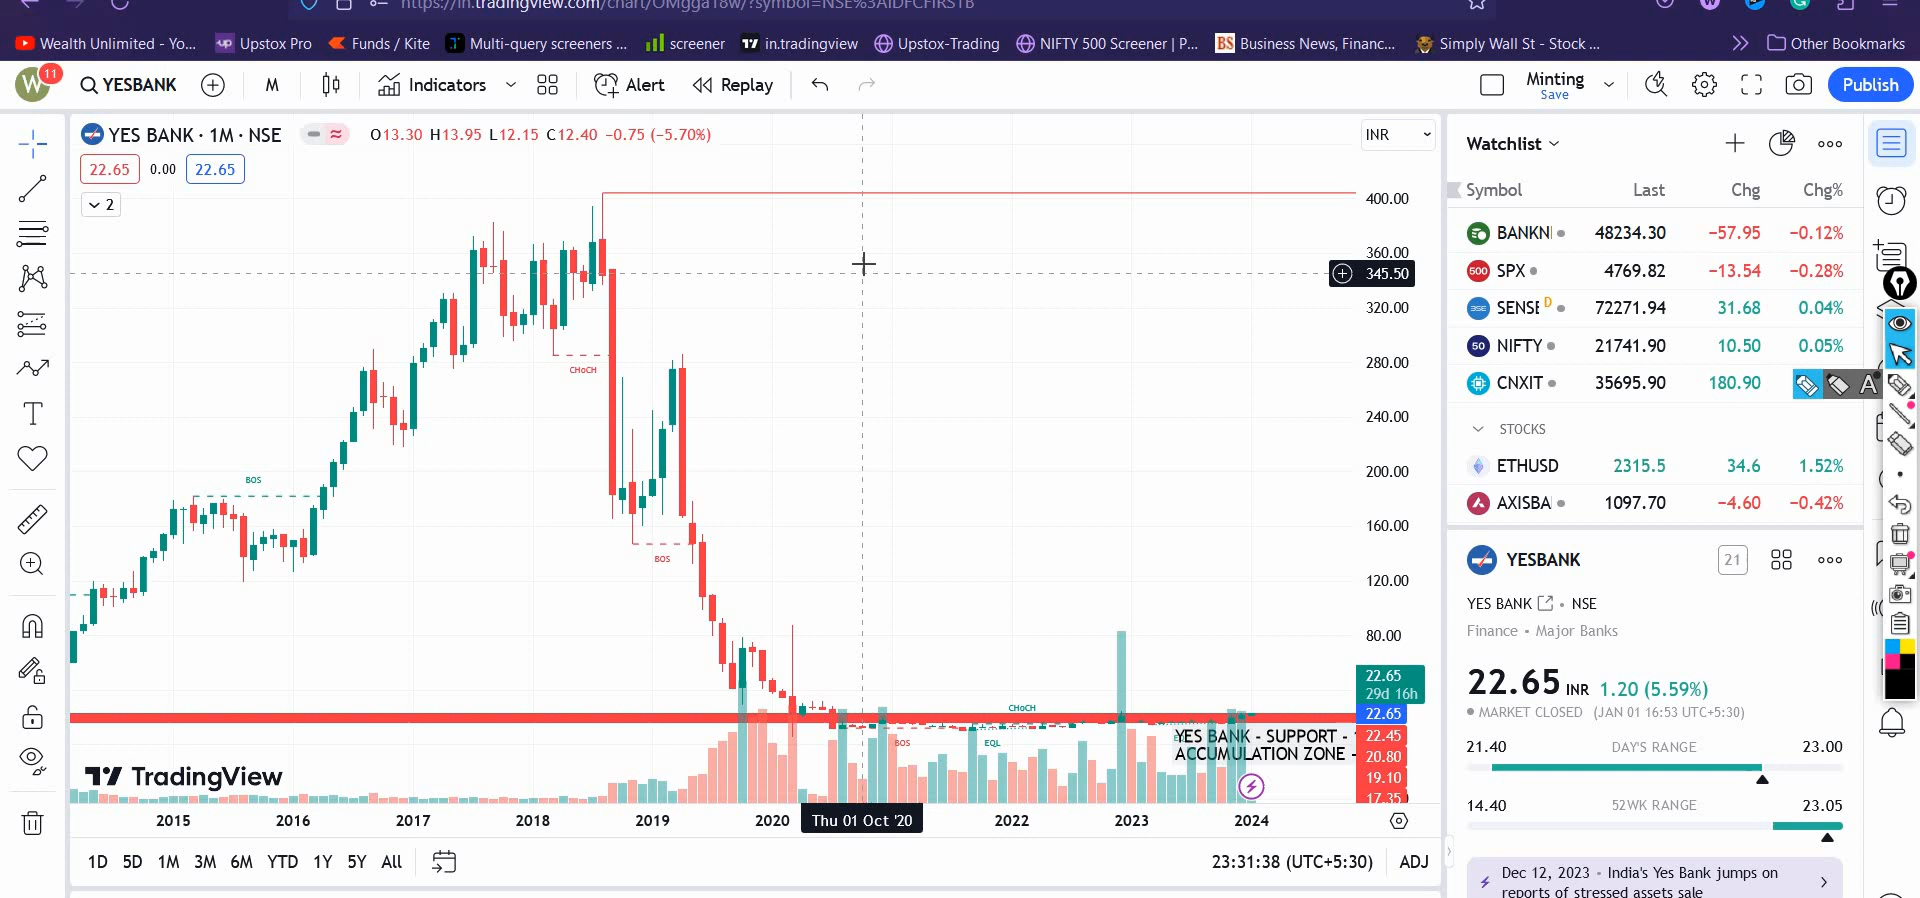 https://in.tradingview.com/chart/OMgga18w/?symbol=NSE%3AIDFCFIRSTB
Wealth Unlimited - Yo...
up Upstox Pro
Funds / Kite
Multi-query screeners ...
screener
in.tradingview
Upstox-Trading
NIFTY 500 Screener | P...
BS Business News, Financ...
Simply Wall St - Stock ...
Other Bookmarks
W 11
YESBANK
M
Indicators
Alert
Replay
Minting
Save
Publish
YES BANK · 1M · NSE
O13.30 H13.95 L12.15 C12.40 −0.75 (−5.70%)
INR
22.65 0.00 22.65
2
400.00
360.00
345.50
320.00
280.00
240.00
200.00
160.00
120.00
80.00
22.65
29d 16h
22.65
22.45
20.80
19.10
17.35
CHoCH
BOS
BOS
CHoCH
BOS
EQL
YES BANK - SUPPORT -
ACCUMULATION ZONE -
TradingView
2015 2016 2017 2018 2019 2020 Thu 01 Oct '20 2022 2023 2024
1D 5D 1M 3M 6M YTD 1Y 5Y All
23:31:38 (UTC+5:30) ADJ
Watchlist
Symbol Last Chg Chg%
BANKNI 48234.30 −57.95 −0.12%
500 SPX 4769.82 −13.54 −0.28%
BSE SENSE D 72271.94 31.68 0.04%
50 NIFTY 21741.90 10.50 0.05%
CNXIT 35695.90 180.90
A
STOCKS
ETHUSD 2315.5 34.6 1.52%
AXISBA 1097.70 −4.60 −0.42%
YESBANK
21
YES BANK • NSE
Finance • Major Banks
22.65 INR 1.20 (5.59%)
MARKET CLOSED (JAN 01 16:53 UTC+5:30)
21.40 DAY'S RANGE 23.00
14.40 52WK RANGE 23.05
Dec 12, 2023 • India's Yes Bank jumps on
reports of stressed assets sale